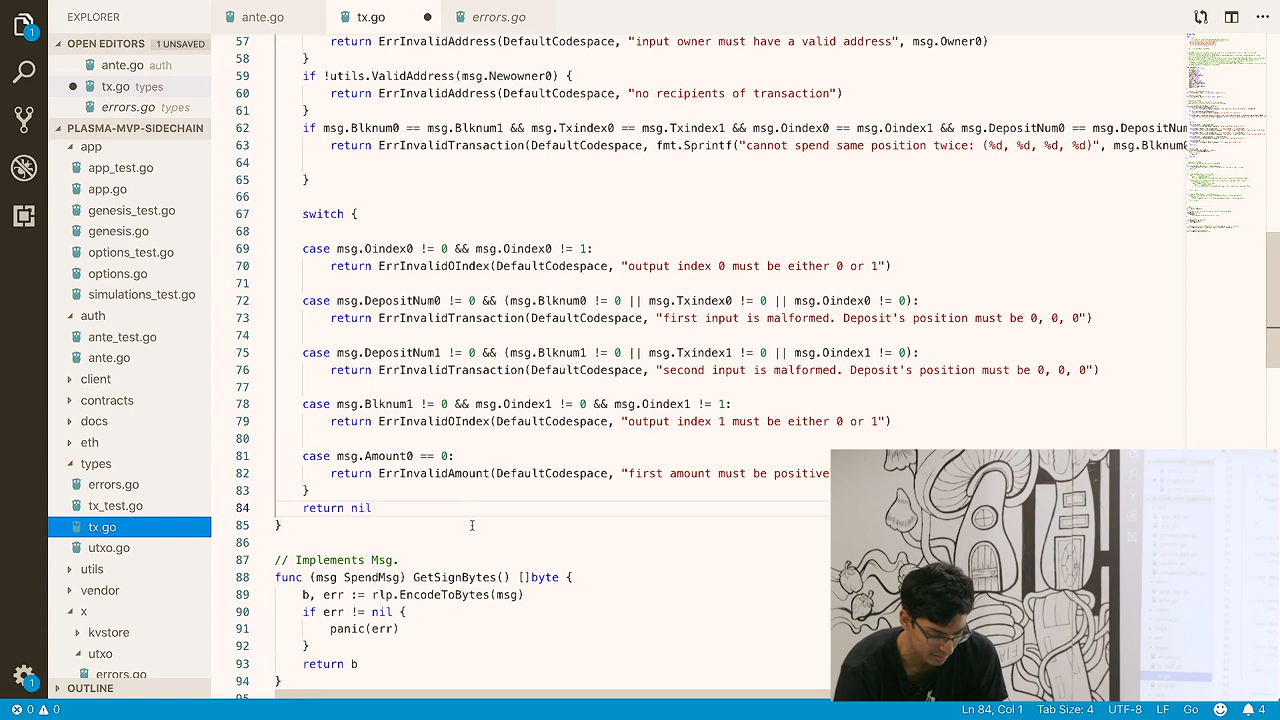 EXPLORER
OPEN EDITORS 1 UNSAVED
ante.go auth
tx.go types
errors.go types
PLASMA-MVP-SIDECHAIN
app
app_test.go
app.go
genesis_test.go
genesis.go
options_test.go
options.go
simulations_test.go
auth
ante_test.go
ante.go
client
contracts
docs
eth
types
errors.go
tx_test.go
tx.go
utxo.go
utils
vendor
x
kvstore
utxo
errors.go
OUTLINE
ante.go tx.go errors.go
57 return ErrInvalidAddress(DefaultCodespace, "input owner must have a valid address", msg.Owner0)
58 }
59 if !utils.ValidAddress(msg.Newowner0) {
60 return ErrInvalidAddress(DefaultCodespace, "no recipients of transaction")
61 }
62 if msg.Blknum0 == msg.Blknum1 && msg.Txindex0 == msg.Txindex1 && msg.Oindex0 == msg.Oindex1 && msg.DepositNum0 == msg.DepositNum
63 return ErrInvalidTransaction(DefaultCodespace, fmt.Sprintf("cannot spend same position twice: (%d, %d, %d, %d)", msg.Blknum0
64
65 }
66
67 switch {
68
69 case msg.Oindex0 != 0 && msg.Oindex0 != 1:
70 return ErrInvalidOIndex(DefaultCodespace, "output index 0 must be either 0 or 1")
71
72 case msg.DepositNum0 != 0 && (msg.Blknum0 != 0 || msg.Txindex0 != 0 || msg.Oindex0 != 0):
73 return ErrInvalidTransaction(DefaultCodespace, "first input is malformed. Deposit's position must be 0, 0, 0")
74
75 case msg.DepositNum1 != 0 && (msg.Blknum1 != 0 || msg.Txindex1 != 0 || msg.Oindex1 != 0):
76 return ErrInvalidTransaction(DefaultCodespace, "second input is malformed. Deposit's position must be 0, 0, 0")
77
78 case msg.Blknum1 != 0 && msg.Oindex1 != 0 && msg.Oindex1 != 1:
79 return ErrInvalidOIndex(DefaultCodespace, "output index 1 must be either 0 or 1")
80
81 case msg.Amount0 == 0:
82 return ErrInvalidAmount(DefaultCodespace, "first amount must be positive
83 }
84 return nil
85 }
86
87 // Implements Msg.
88 func (msg SpendMsg) GetSignBytes() []byte {
89 b, err := rlp.EncodeToBytes(msg)
90 if err != nil {
91 panic(err)
92 }
93 return b
94 }
95
1
1
0 0 Ln 84, Col 1 Tab Size: 4 UTF-8 LF Go 4